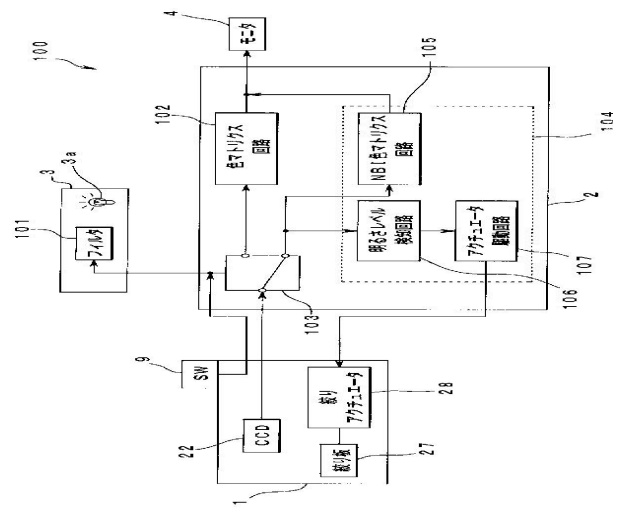 100
4
モニタ
105
102
色マトリクス
回路
NBI色マトリクス
回路
104
3
3a
101
フィルタ
明るさレベル
検知回路
アクチュエータ
駆動回路
2
103
106
107
9
SW
22
CCD
絞り
アクチュエータ
28
絞り板
27
1